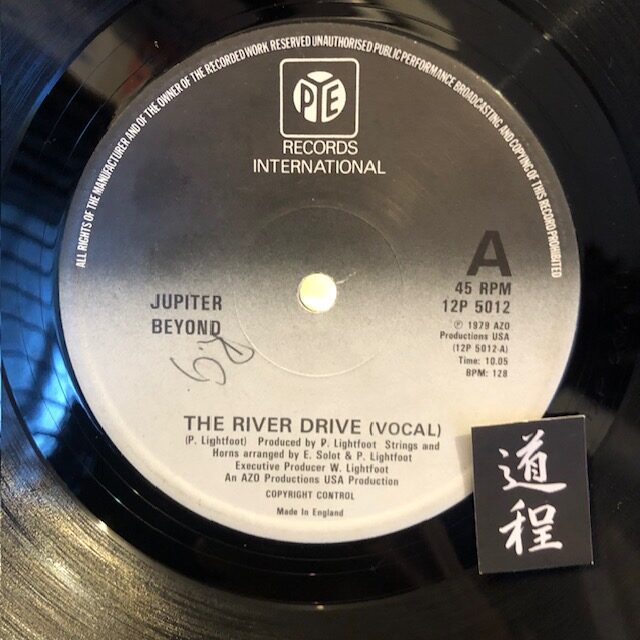 ALL RIGHTS OF THE MANUFACTURER AND OF THE OWNER OF THE RECORDED WORK RESERVED UNAUTHORISED PUBLIC PERFORMANCE BROADCASTING AND COPYING OF THIS RECORD PROHIBITED
PYE
RECORDS
INTERNATIONAL
A
45 RPM
12P 5012
℗ 1979 AZO
Productions USA
(12P 5012-A)
Time: 10.05
BPM: 128
JUPITER
BEYOND
THE RIVER DRIVE (VOCAL)
(P. Lightfoot) Produced by P. Lightfoot Strings and
Horns arranged by E. Solot & P. Lightfoot
Executive Producer W. Lightfoot
An AZO Productions USA Production
COPYRIGHT CONTROL
Made in England
道程